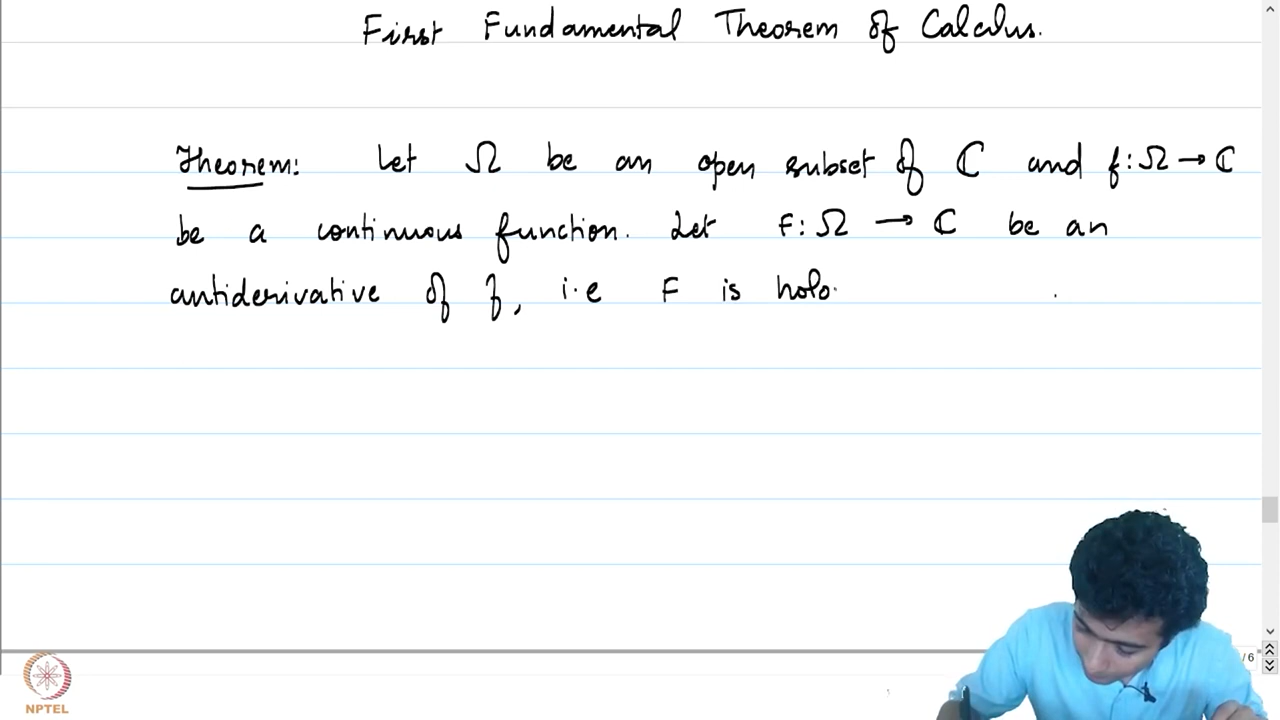 First Fundamental Theorem of Calculus.
Theorem: Let Ω be an open subset of ℂ and f: Ω → ℂ
be a continuous function. Let F: Ω → ℂ be an
antiderivative of f, i.e F is holo.
/6
NPTEL